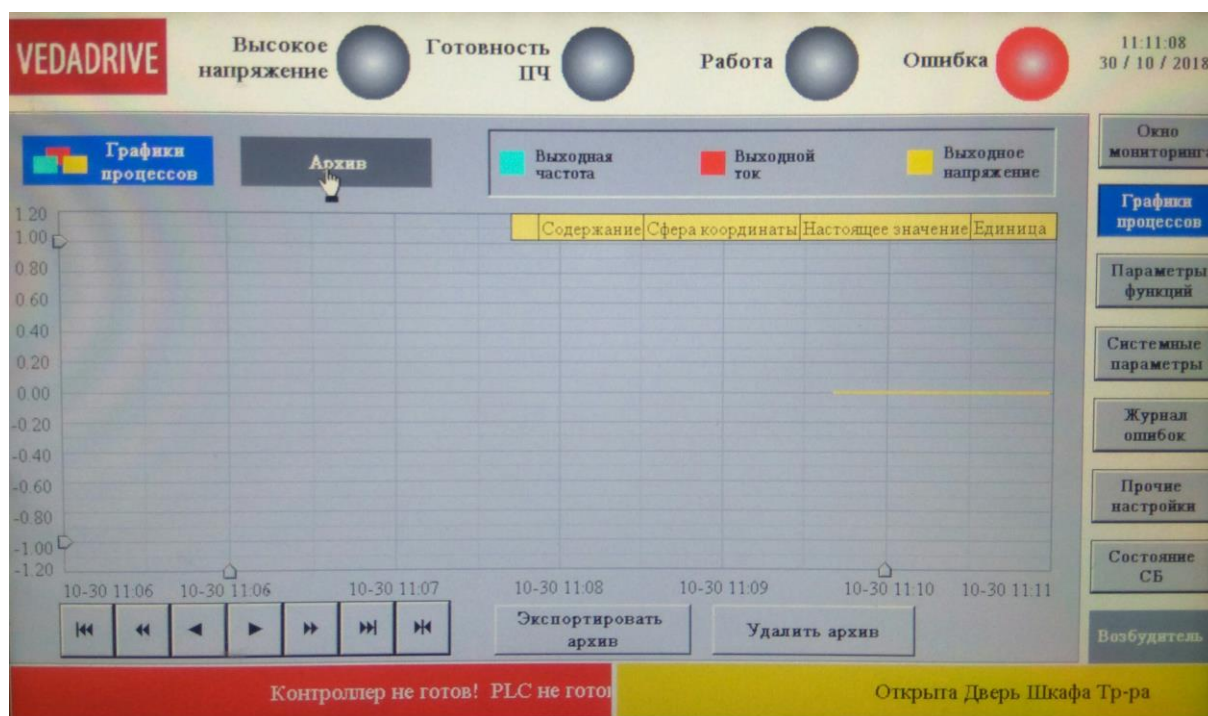 VEDADRIVE
Высокое
напряжение
Готовность
ПЧ
Работа
Ошибка
11:11:08
30 / 10 / 2018
Графики
процессов
Архив
Выходная
частота
Выходной
ток
Выходное
напряжение
Содержание Сфера координаты Настоящее значение Единица
1.20
1.00
0.80
0.60
0.40
0.20
0.00
-0.20
-0.40
-0.60
-0.80
-1.00
-1.20
10-30 11:06 10-30 11:06 10-30 11:07 10-30 11:08 10-30 11:09 10-30 11:10 10-30 11:11
Экспортировать
архив
Удалить архив
Окно
мониторинга
Графики
процессов
Параметры
функций
Системные
параметры
Журнал
ошибок
Прочие
настройки
Состояние
СБ
Возбудитель
Контроллер не готов! PLC не готов
Открыта Дверь Шкафа Тр-ра